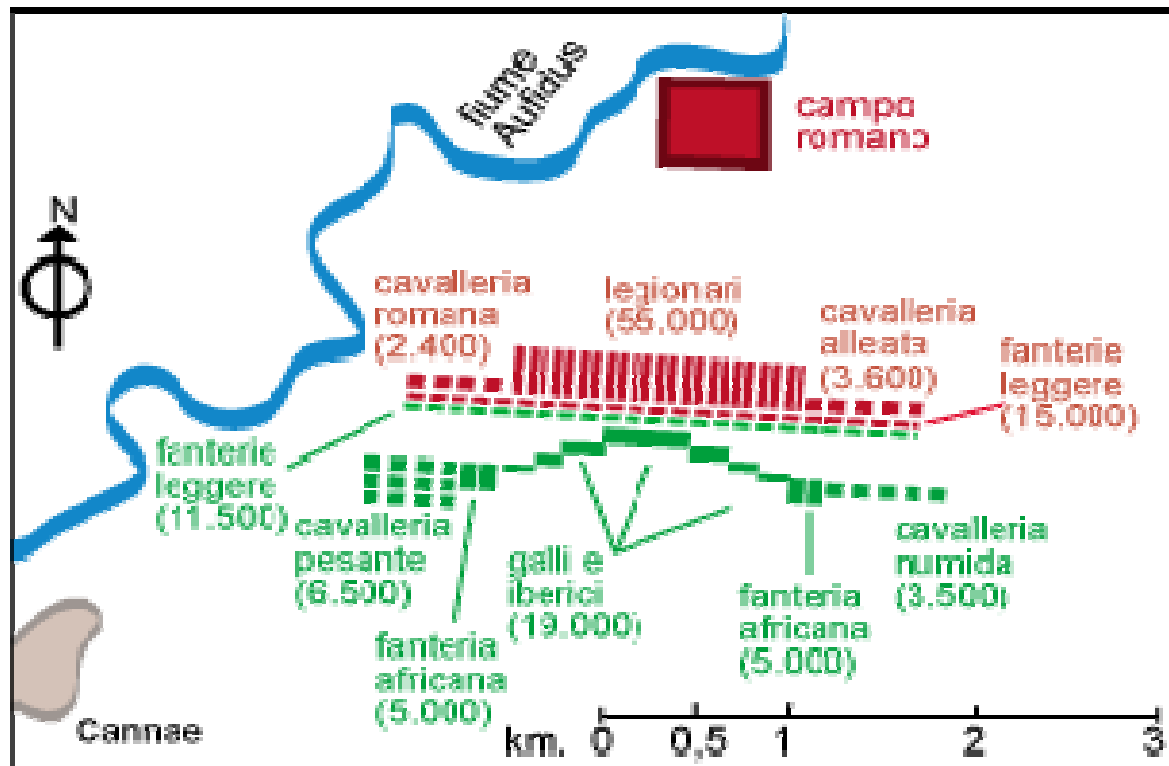 fiume
Aufidus
campo
romano
N
cavalleria
romana
(2.400)
legionari
(55.000)
cavalleria
alleata
(3.600)
fanterie
leggere
(15.000)
fanterie
leggere
(11.500)
cavalleria
pesante
(6.500)
galli e
iberici
(19.000)
cavalleria
numida
(3.500)
fanteria
africana
(5.000)
fanteria
africana
(5.000)
Cannae
km. 0 0,5 1 2 3